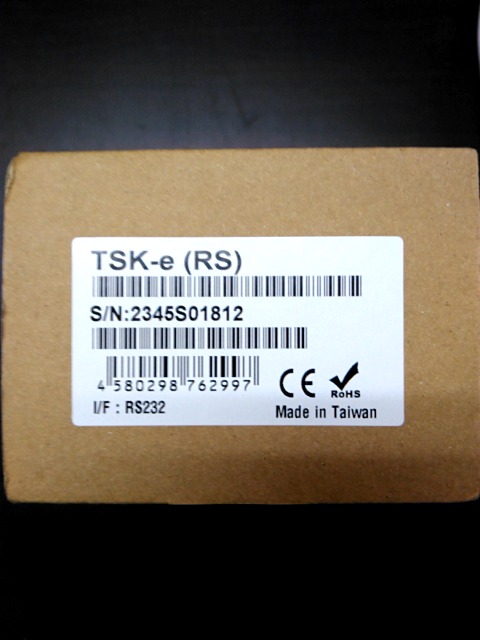 TSK-e (RS)
S/N:2345S01812
4 580298 762997
CE
RoHS
I/F : RS232
Made in Taiwan